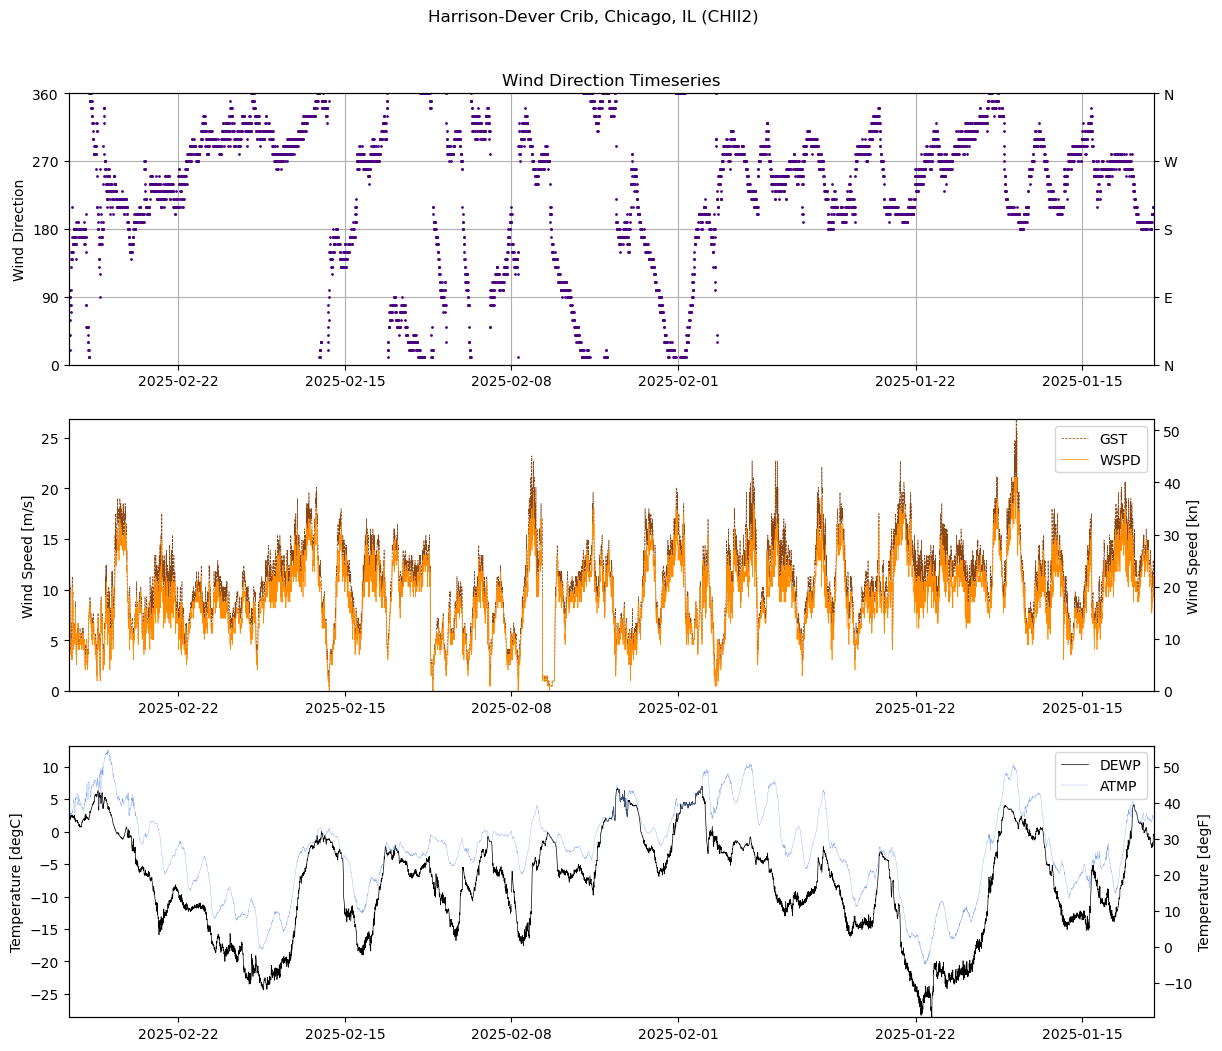 Harrison-Dever Crib, Chicago, IL (CHII2)
Wind Direction Timeseries
Wind Direction
360
270
180
90
0
N
W
S
E
N
2025-02-22 2025-02-15 2025-02-08 2025-02-01 2025-01-22 2025-01-15
Wind Speed [m/s]
25
20
15
10
5
0
GST
WSPD
50
40
30
20
10
0
Wind Speed [kn]
2025-02-22 2025-02-15 2025-02-08 2025-02-01 2025-01-22 2025-01-15
Temperature [degC]
10
5
0
−5
−10
−15
−20
−25
DEWP
ATMP
50
40
30
20
10
0
−10
Temperature [degF]
2025-02-22 2025-02-15 2025-02-08 2025-02-01 2025-01-22 2025-01-15